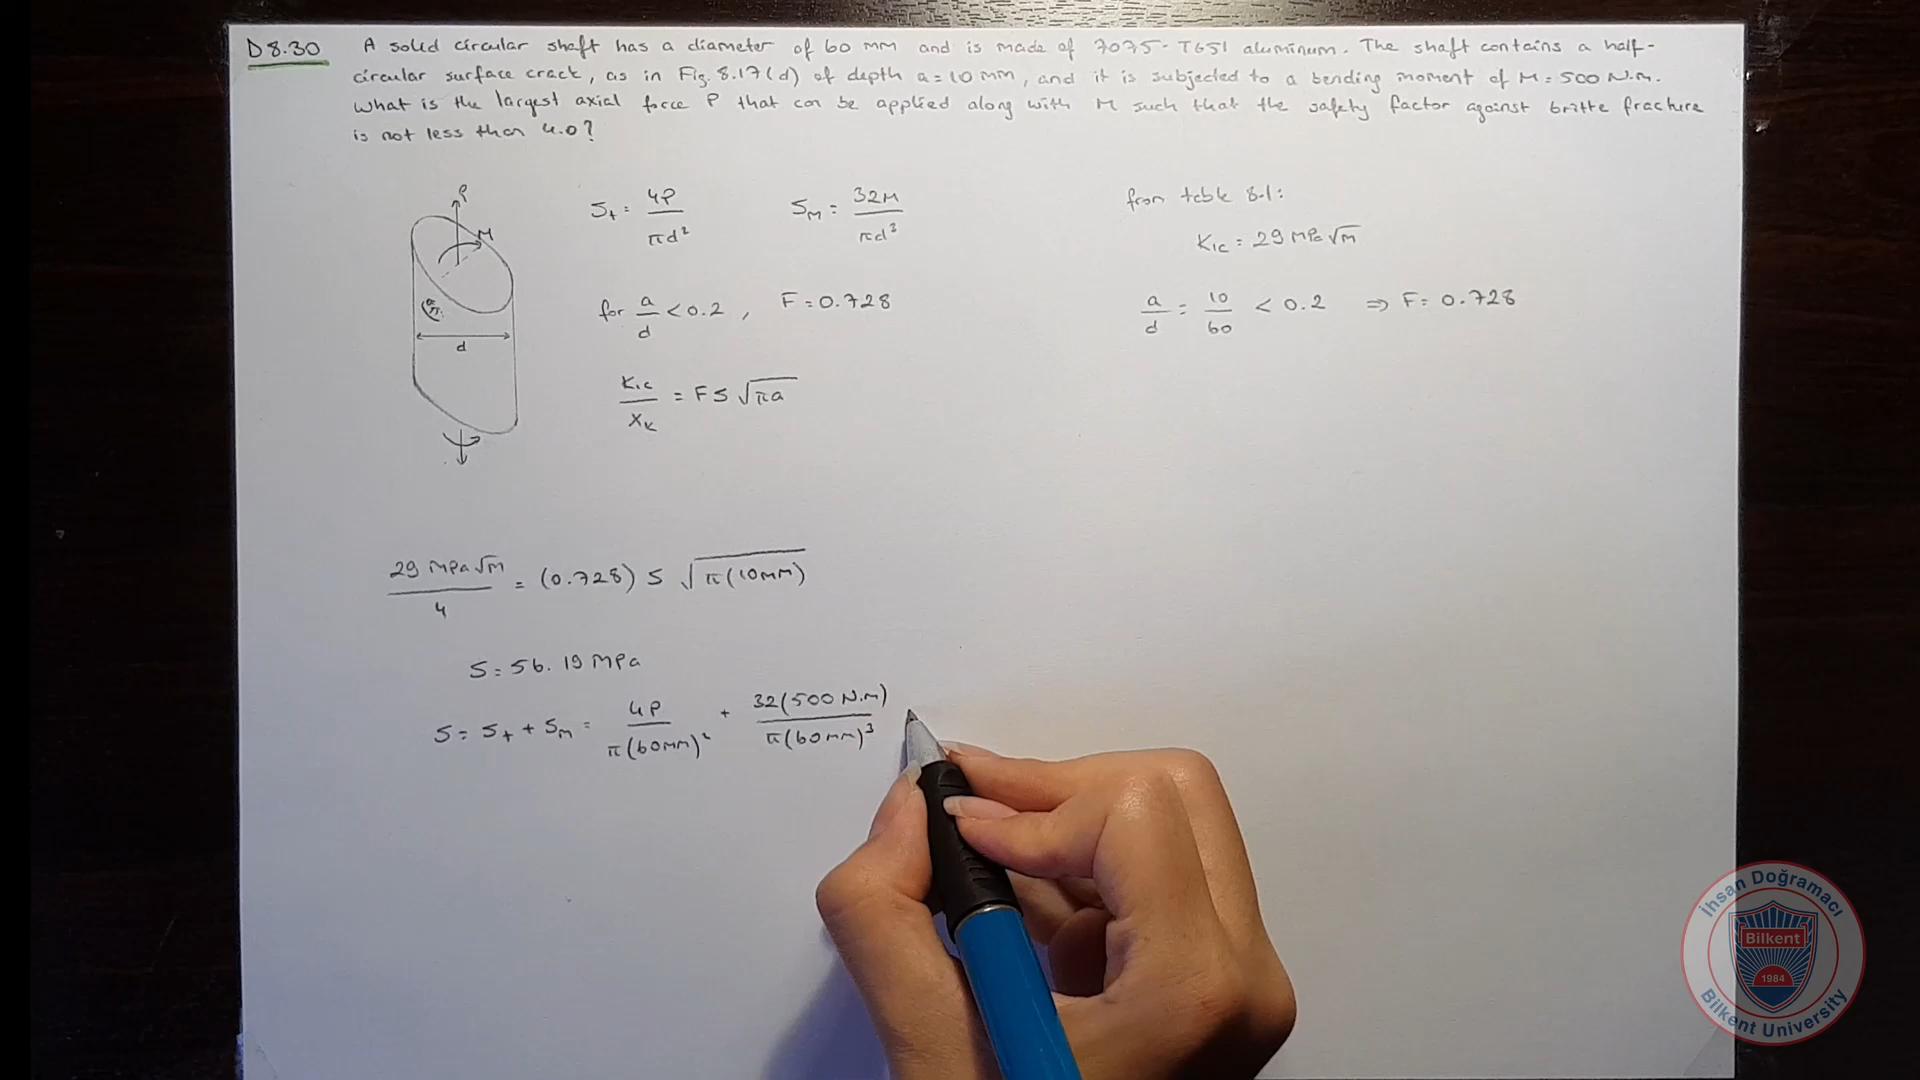 D8.30 A solid circular shaft has a diameter of 60 mm and is made of 7075-T651 aluminum. The shaft contains a half-
circular surface crack, as in Fig. 8.17(d) of depth a = 10 mm, and it is subjected to a bending moment of M = 500 N.m.
What is the largest axial force P that can be applied along with M such that the safety factor against britte fracture
is not less than 4.0?
P
M
a
d
St = 4P / πd²
SM = 32M / πd³
for a/d < 0.2, F = 0.728
KIC / XK = F S √πa
from table 8.1:
KIC = 29 MPa √m
a/d = 10/60 < 0.2 ⇒ F = 0.728
29 MPa √m / 4 = (0.728) S √π(10mm)
S = 56.19 MPa
S = St + SM = 4P / π(60mm)² + 32(500 N.m) / π(60mm)³
İhsan Doğramacı
Bilkent
1984
Bilkent University